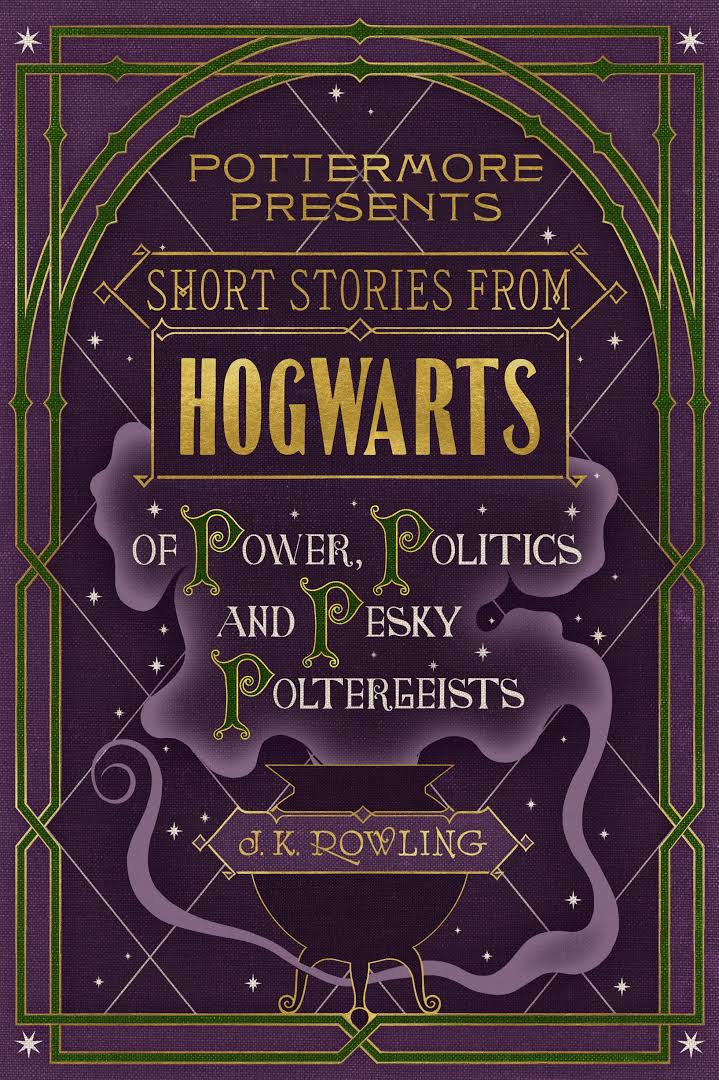 POTTERMORE
PRESENTS
SHORT STORIES FROM
HOGWARTS
OF POWER, POLITICS
AND PESKY
POLTERGEISTS
J. K. ROWLING